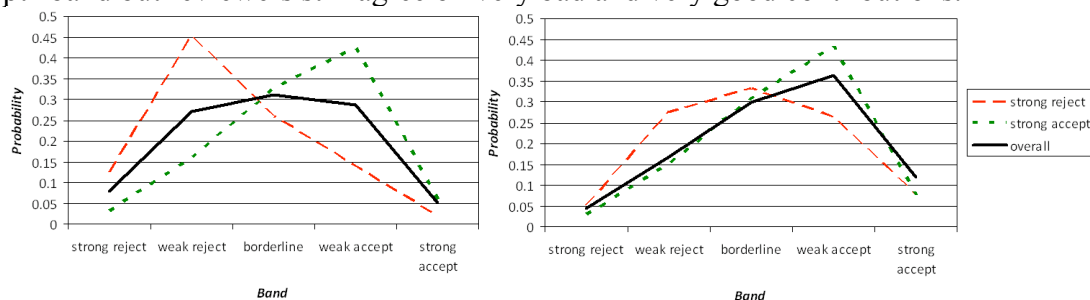 0.5
0.45
0.4
0.35
0.3
0.25
0.2
0.15
0.1
0.05
0
Probability
strong reject
weak reject
borderline
weak accept
strong
accept
Band
0.5
0.45
0.4
0.35
0.3
0.25
0.2
0.15
0.1
0.05
0
Probability
strong reject
weak reject
borderline
weak accept
strong
accept
Band
strong reject
strong accept
overall